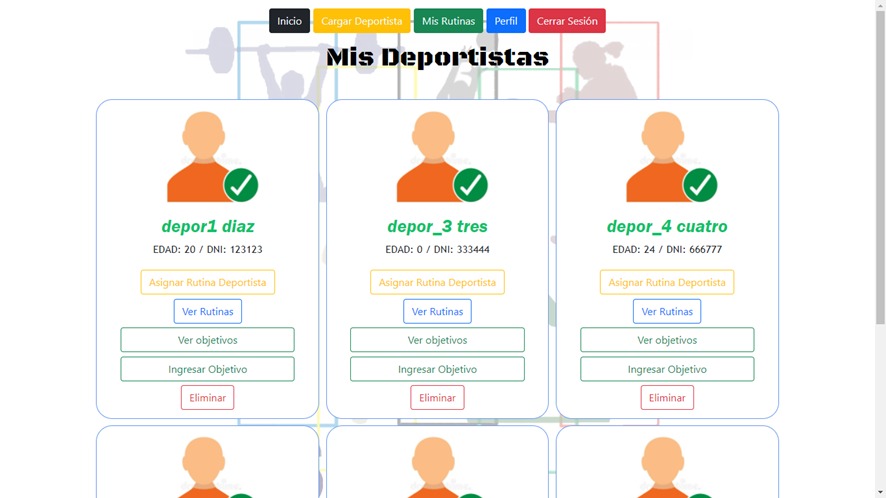 Inicio Cargar Deportista Mis Rutinas Perfil Cerrar Sesión
Mis Deportistas
depor1 diaz
EDAD: 20 / DNI: 123123
Asignar Rutina Deportista
Ver Rutinas
Ver objetivos
Ingresar Objetivo
Eliminar
depor_3 tres
EDAD: 0 / DNI: 333444
Asignar Rutina Deportista
Ver Rutinas
Ver objetivos
Ingresar Objetivo
Eliminar
depor_4 cuatro
EDAD: 24 / DNI: 666777
Asignar Rutina Deportista
Ver Rutinas
Ver objetivos
Ingresar Objetivo
Eliminar